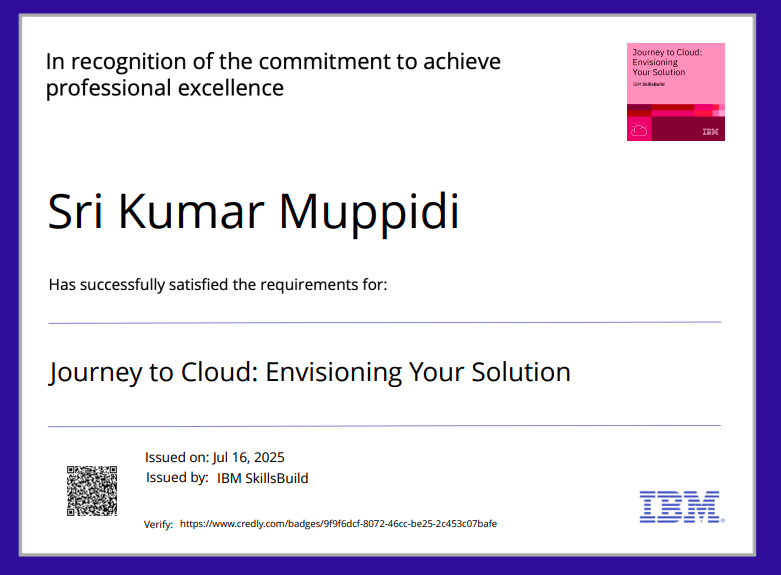 In recognition of the commitment to achieve
professional excellence
Journey to Cloud:
Envisioning
Your Solution
IBM SkillsBuild
IBM
Sri Kumar Muppidi
Has successfully satisfied the requirements for:
Journey to Cloud: Envisioning Your Solution
Issued on: Jul 16, 2025
Issued by: IBM SkillsBuild
Verify: https://www.credly.com/badges/9f9f6dcf-8072-46cc-be25-2c453c07bafe
IBM®